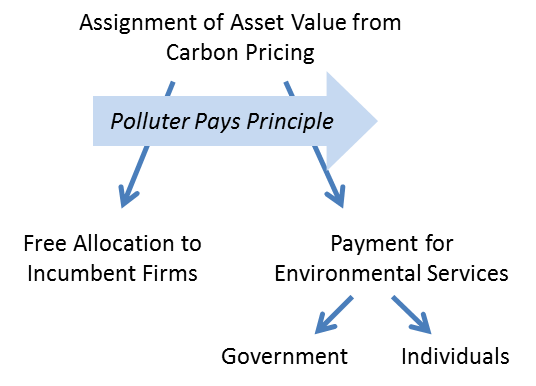 Assignment of Asset Value from
Carbon Pricing
Polluter Pays Principle
Free Allocation to
Incumbent Firms
Payment for
Environmental Services
Government
Individuals